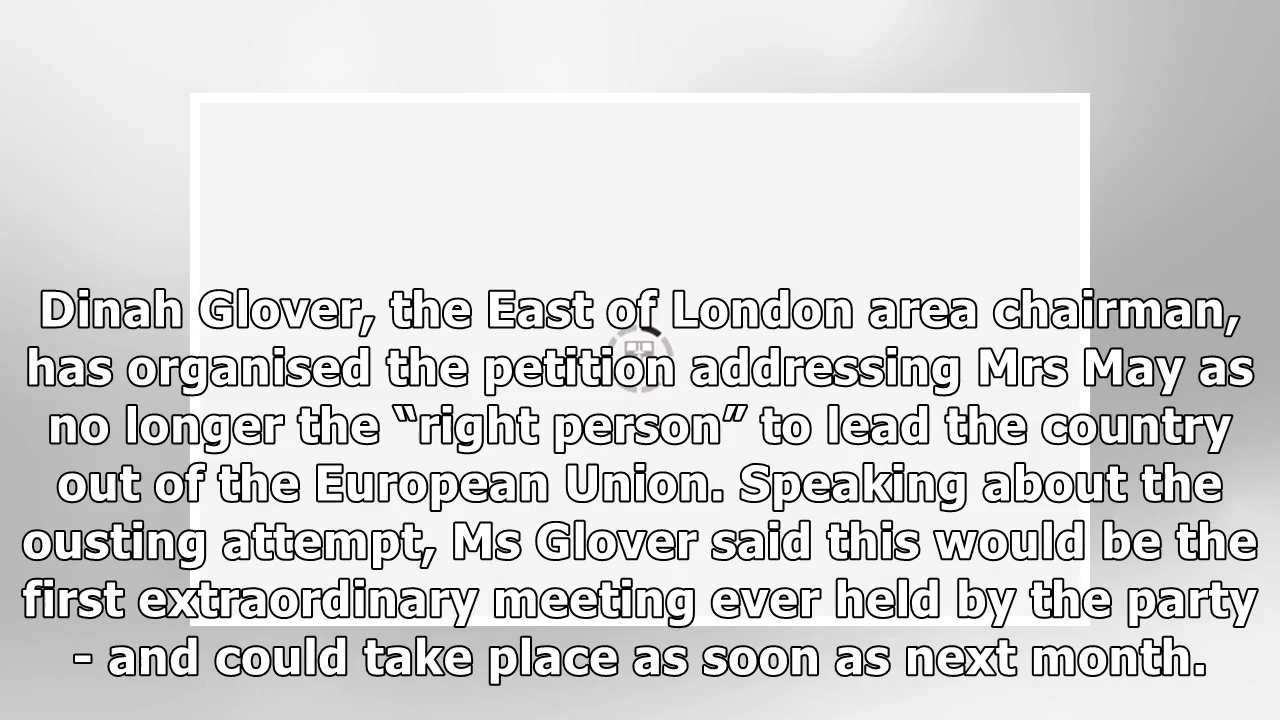 Dinah Glover, the East of London area chairman,
has organised the petition addressing Mrs May as
no longer the “right person” to lead the country
out of the European Union. Speaking about the
ousting attempt, Ms Glover said this would be the
first extraordinary meeting ever held by the party
- and could take place as soon as next month.